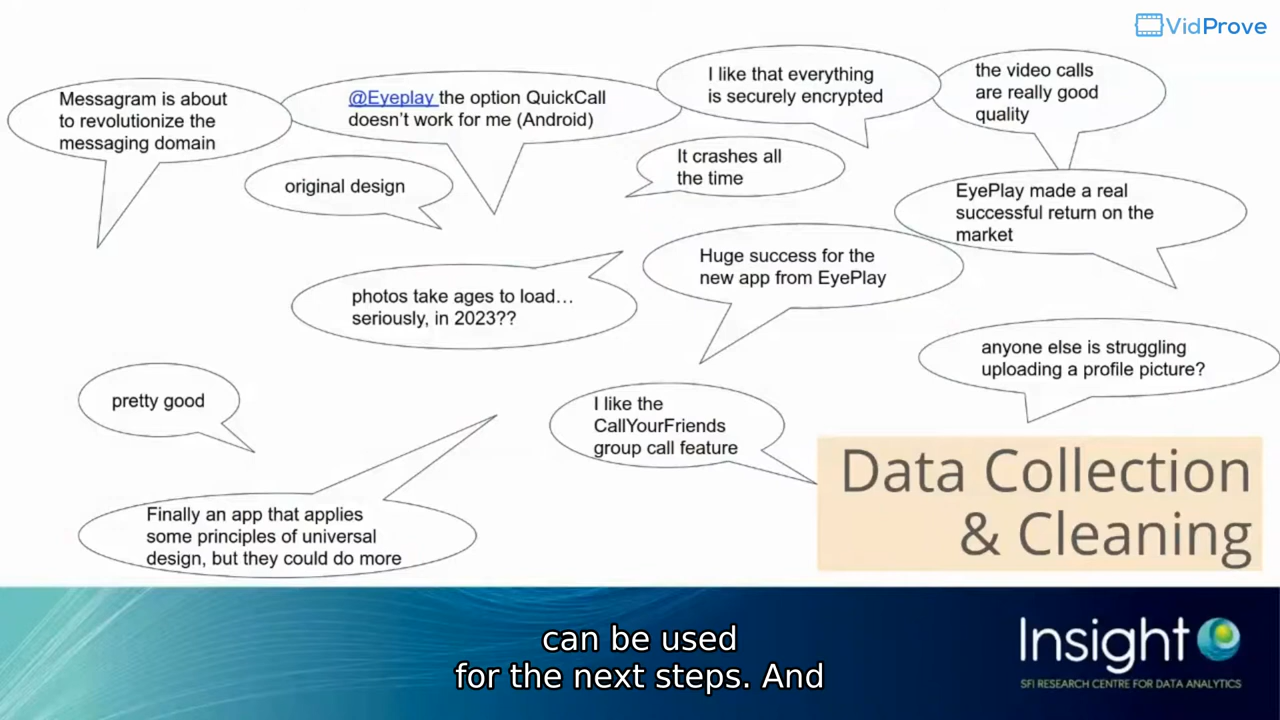 VidProve
Messagram is about
to revolutionize the
messaging domain
@Eyeplay the option QuickCall
doesn't work for me (Android)
I like that everything
is securely encrypted
the video calls
are really good
quality
original design
It crashes all
the time
EyePlay made a real
successful return on the
market
photos take ages to load…
seriously, in 2023??
Huge success for the
new app from EyePlay
anyone else is struggling
uploading a profile picture?
pretty good
I like the
CallYourFriends
group call feature
Finally an app that applies
some principles of universal
design, but they could do more
Data Collection
& Cleaning
can be used
for the next steps. And
Insight
SFI RESEARCH CENTRE FOR DATA ANALYTICS